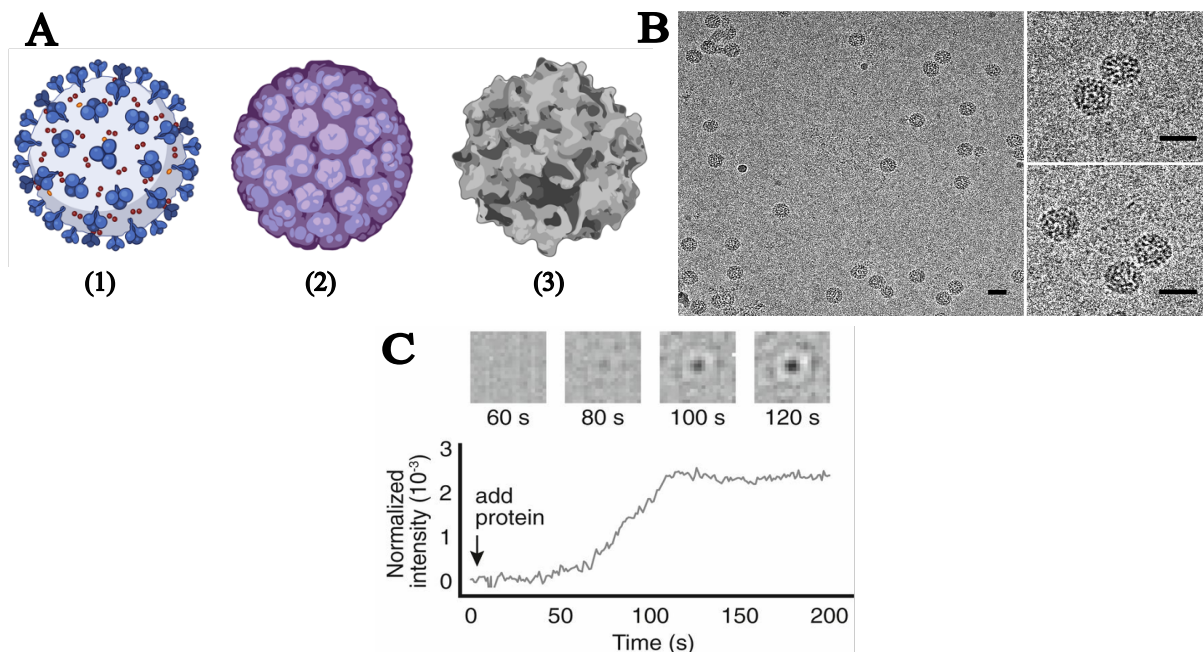 A
B
(1)
(2)
(3)
C
60 s
80 s
100 s
120 s
3
2
1
0
Normalized
intensity (10⁻³)
add
protein
0
50
100
150
200
Time (s)